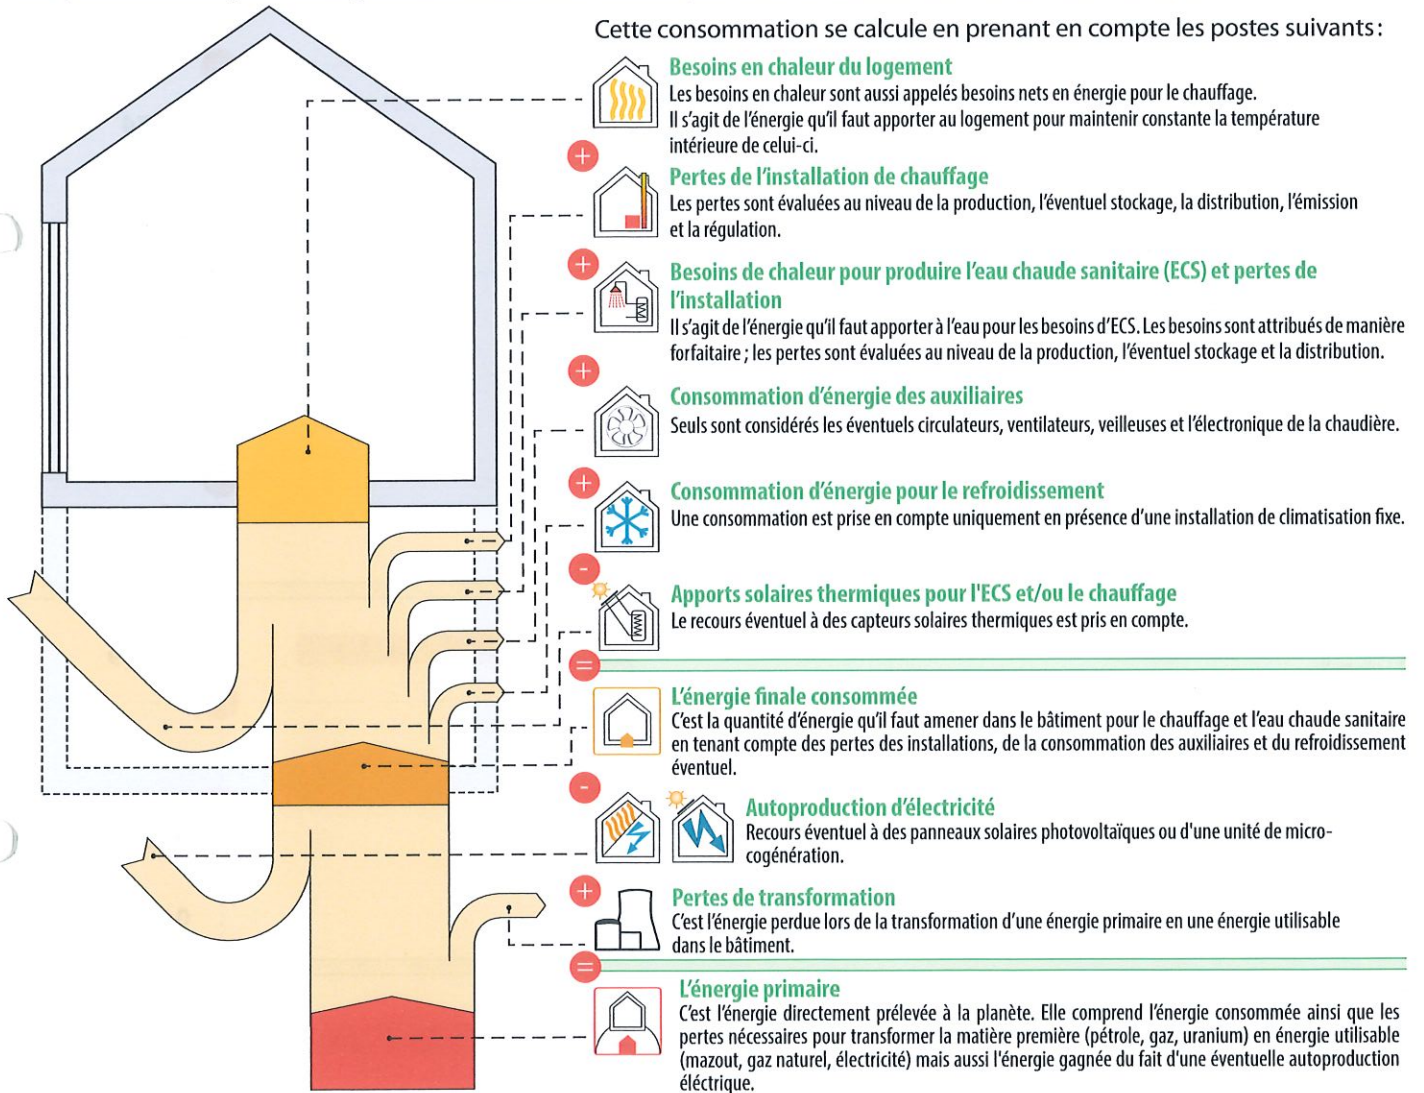 Cette consommation se calcule en prenant en compte les postes suivants :
Besoins en chaleur du logement
Les besoins en chaleur sont aussi appelés besoins nets en énergie pour le chauffage.
Il s'agit de l'énergie qu'il faut apporter au logement pour maintenir constante la température
intérieure de celui-ci.
+
Pertes de l'installation de chauffage
Les pertes sont évaluées au niveau de la production, l'éventuel stockage, la distribution, l'émission
et la régulation.
+
Besoins de chaleur pour produire l'eau chaude sanitaire (ECS) et pertes de
l'installation
Il s'agit de l'énergie qu'il faut apporter à l'eau pour les besoins d'ECS. Les besoins sont attribués de manière
forfaitaire ; les pertes sont évaluées au niveau de la production, l'éventuel stockage et la distribution.
+
Consommation d'énergie des auxiliaires
Seuls sont considérés les éventuels circulateurs, ventilateurs, veilleuses et l'électronique de la chaudière.
+
Consommation d'énergie pour le refroidissement
Une consommation est prise en compte uniquement en présence d'une installation de climatisation fixe.
-
Apports solaires thermiques pour l'ECS et/ou le chauffage
Le recours éventuel à des capteurs solaires thermiques est pris en compte.
=
L'énergie finale consommée
C'est la quantité d'énergie qu'il faut amener dans le bâtiment pour le chauffage et l'eau chaude sanitaire
en tenant compte des pertes des installations, de la consommation des auxiliaires et du refroidissement
éventuel.
-
Autoproduction d'électricité
Recours éventuel à des panneaux solaires photovoltaïques ou d'une unité de micro-
cogénération.
+
Pertes de transformation
C'est l'énergie perdue lors de la transformation d'une énergie primaire en une énergie utilisable
dans le bâtiment.
=
L'énergie primaire
C'est l'énergie directement prélevée à la planète. Elle comprend l'énergie consommée ainsi que les
pertes nécessaires pour transformer la matière première (pétrole, gaz, uranium) en énergie utilisable
(mazout, gaz naturel, électricité) mais aussi l'énergie gagnée du fait d'une éventuelle autoproduction
éléctrique.